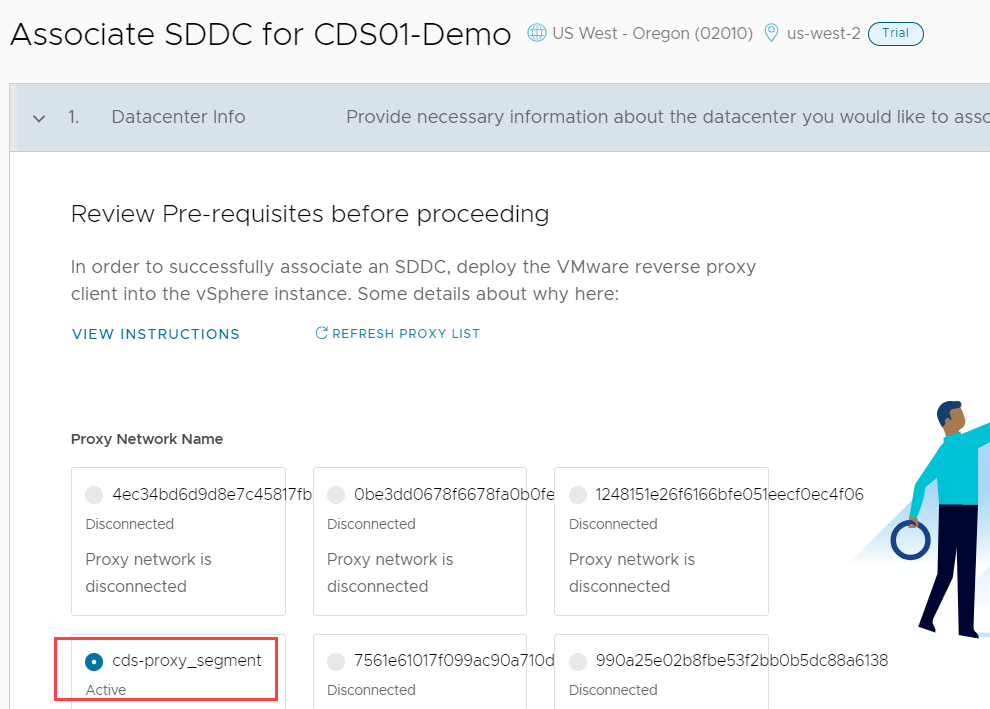 Associate SDDC for CDS01-Demo US West - Oregon (02010) us-west-2 Trial
1. Datacenter Info Provide necessary information about the datacenter you would like to asso
Review Pre-requisites before proceeding
In order to successfully associate an SDDC, deploy the VMware reverse proxy
client into the vSphere instance. Some details about why here:
VIEW INSTRUCTIONS REFRESH PROXY LIST
Proxy Network Name
4ec34bd6d9d8e7c45817fb 0be3dd0678f6678fa0b0fe 1248151e26f6166bfe051eecf0ec4f06
Disconnected Disconnected Disconnected
Proxy network is Proxy network is Proxy network is
disconnected disconnected disconnected
cds-proxy_segment 7561e61017f099ac90a710d 990a25e02b8fbe53f2bb0b5dc88a6138
Active Disconnected Disconnected